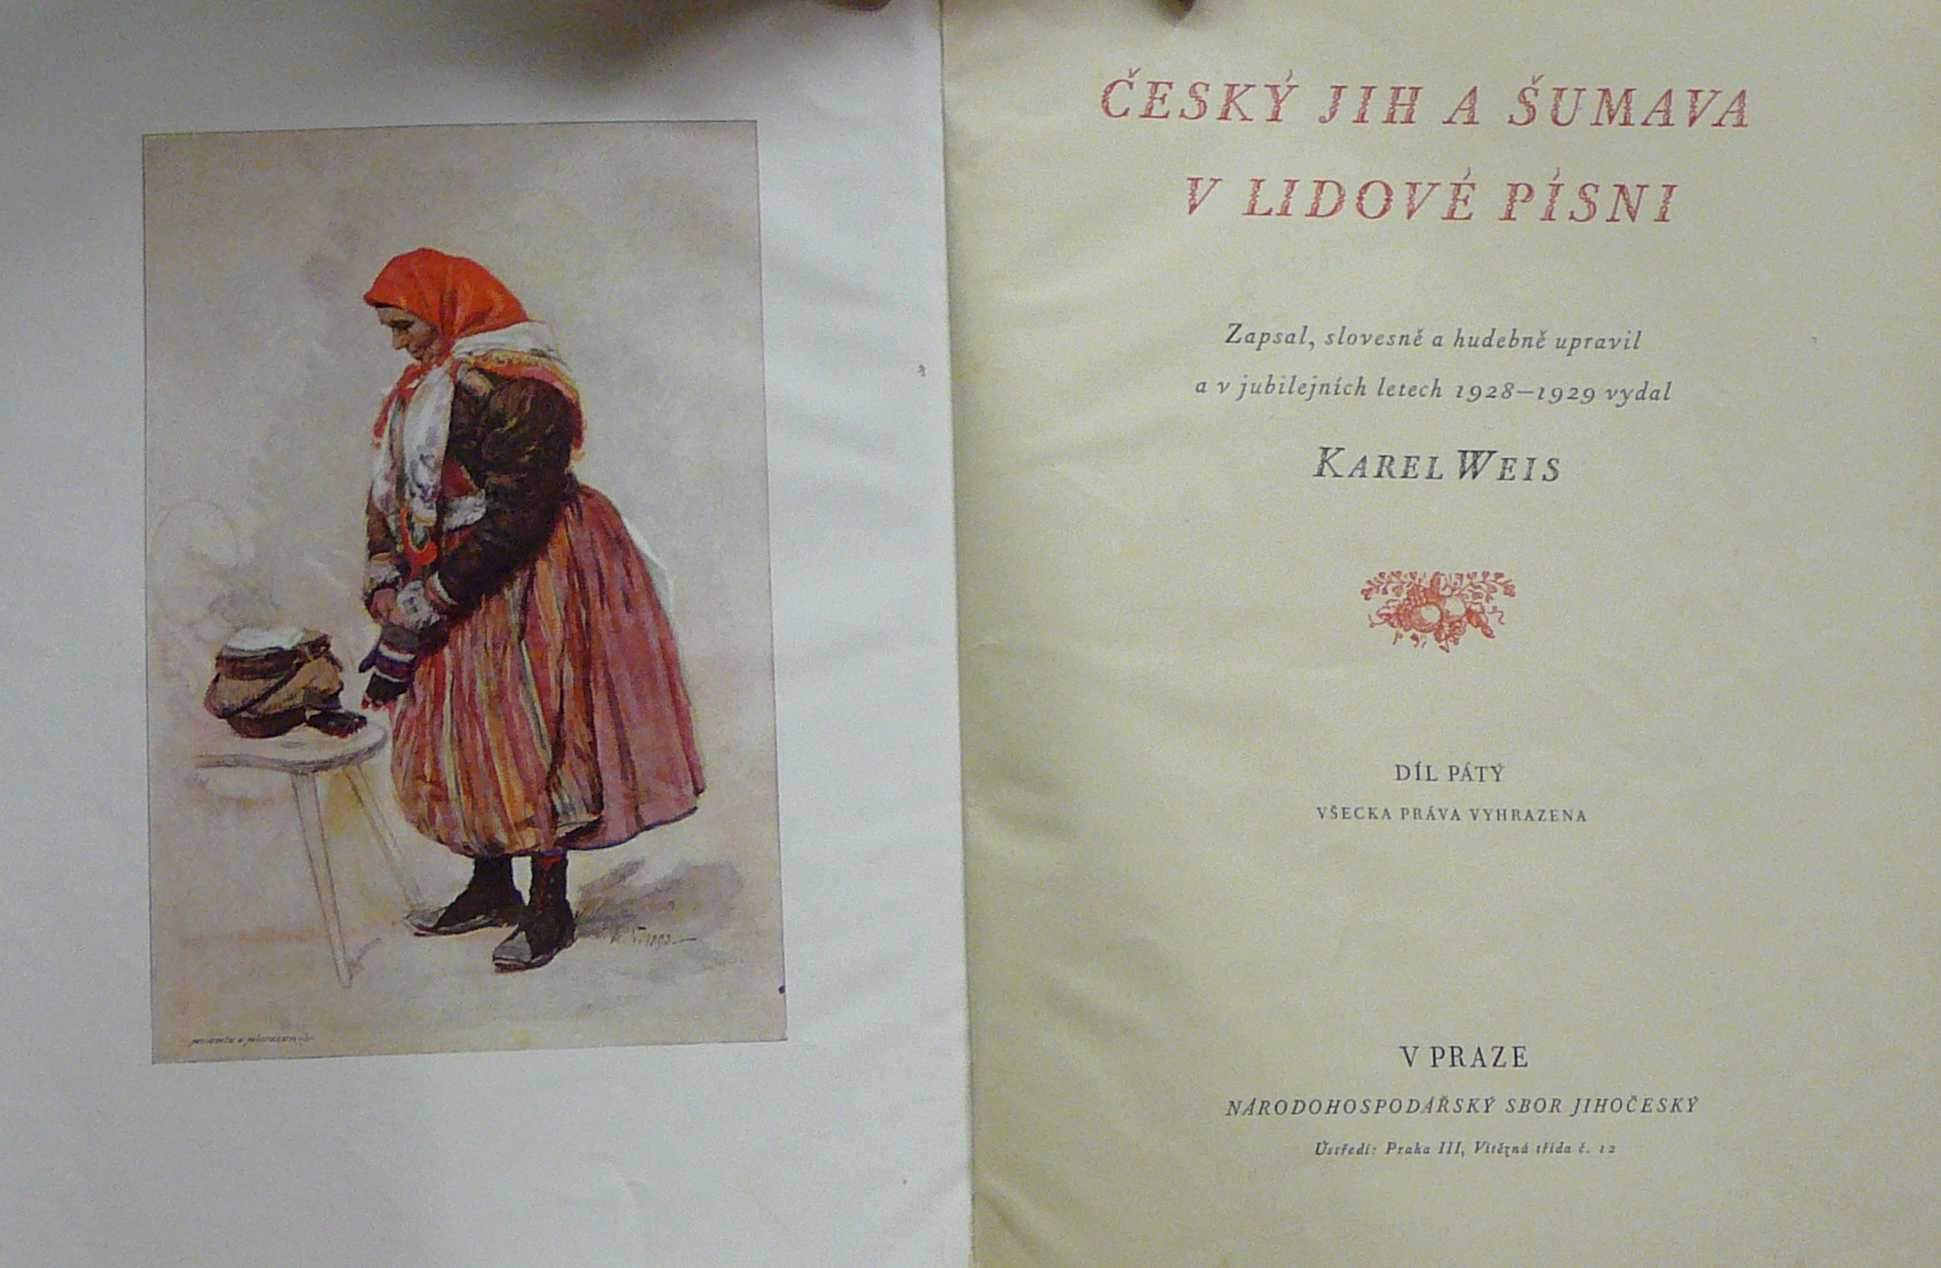 ČESKÝ JIH A ŠUMAVA
V LIDOVÉ PÍSNI
Zapsal, slovesně a hudebně upravil
a v jubilejních letech 1928–1929 vydal
KAREL WEIS
DÍL PÁTÝ
VŠECKA PRÁVA VYHRAZENA
V PRAZE
NÁRODOHOSPODÁŘSKÝ SBOR JIHOČESKÝ
Ústředí: Praha III, Vítězná třída č. 12